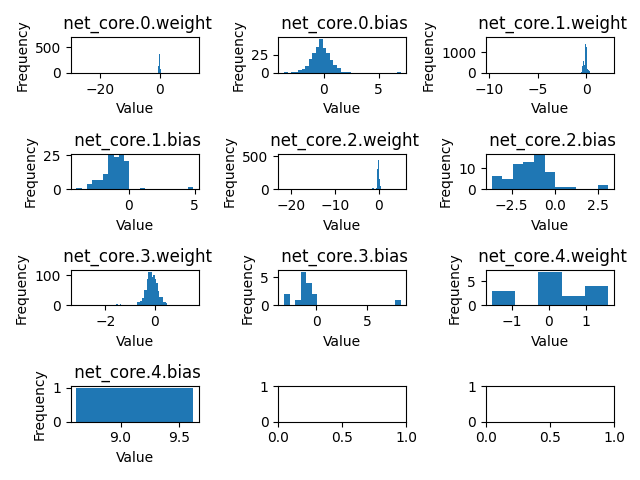 net_core.0.weight
net_core.0.bias
net_core.1.weight
Frequency
500
0
−20
0
Value
Frequency
25
0
0
5
Value
Frequency
1000
0
−10
−5
0
Value
net_core.1.bias
net_core.2.weight
net_core.2.bias
Frequency
25
0
0
5
Value
Frequency
500
0
−20
−10
0
Value
Frequency
10
0
−2.5
0.0
2.5
Value
net_core.3.weight
net_core.3.bias
net_core.4.weight
Frequency
100
0
−2
0
Value
Frequency
5
0
0
5
Value
Frequency
5
0
−1
0
1
Value
net_core.4.bias
Frequency
1
0
9.0
9.5
Value
1
0
0.0
0.5
1.0
1
0
0.0
0.5
1.0